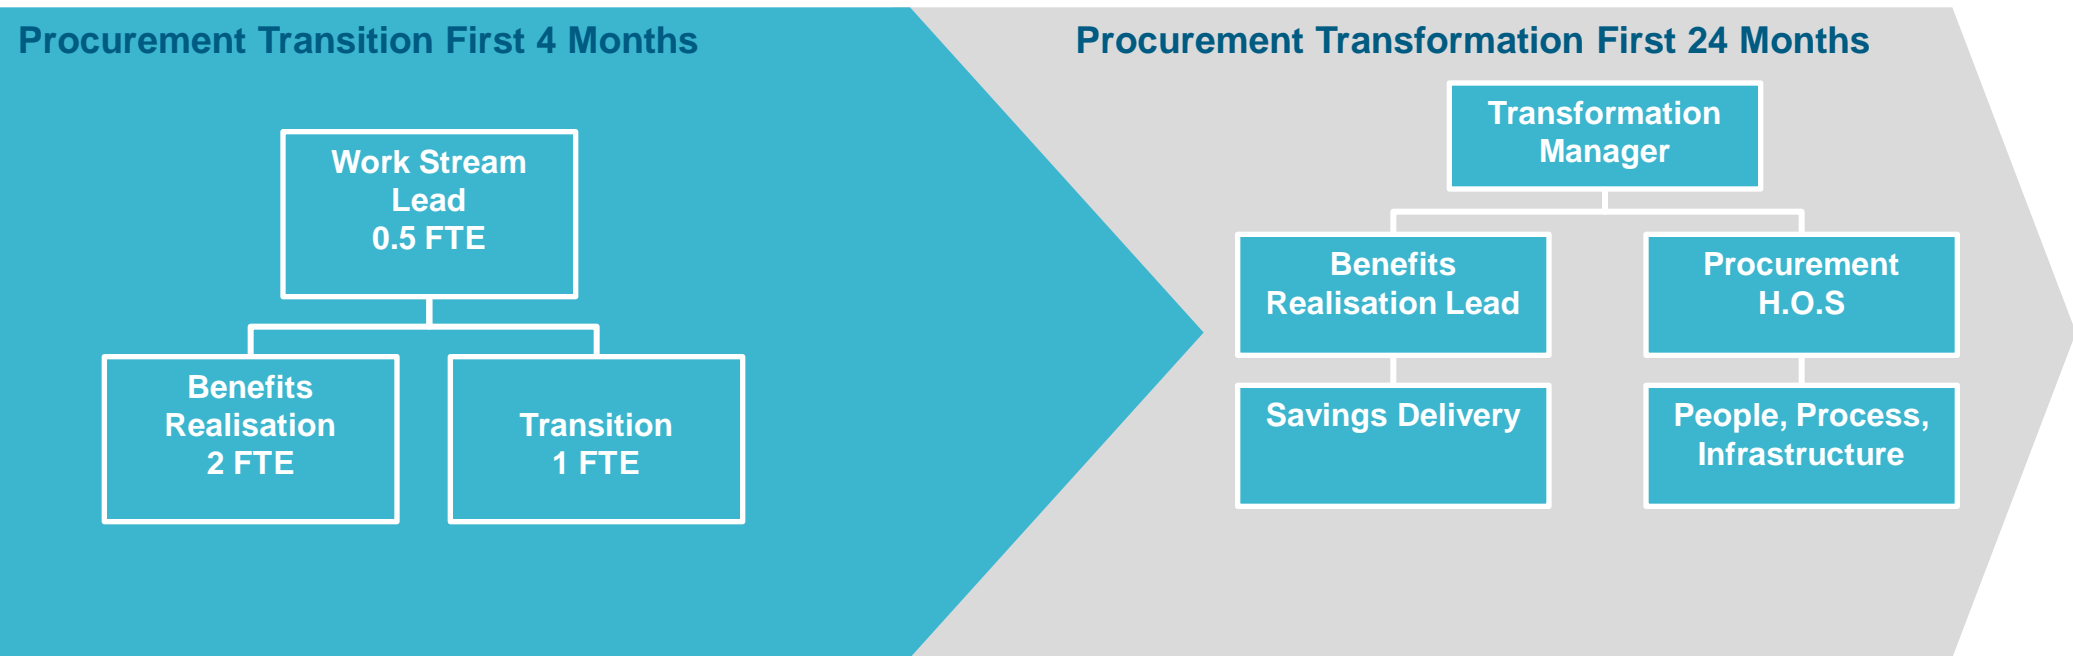 Procurement Transition First 4 Months
Work Stream
Lead
0.5 FTE
Benefits
Realisation
2 FTE
Transition
1 FTE
Procurement Transformation First 24 Months
Transformation
Manager
Benefits
Realisation Lead
Procurement
H.O.S
Savings Delivery
People, Process,
Infrastructure